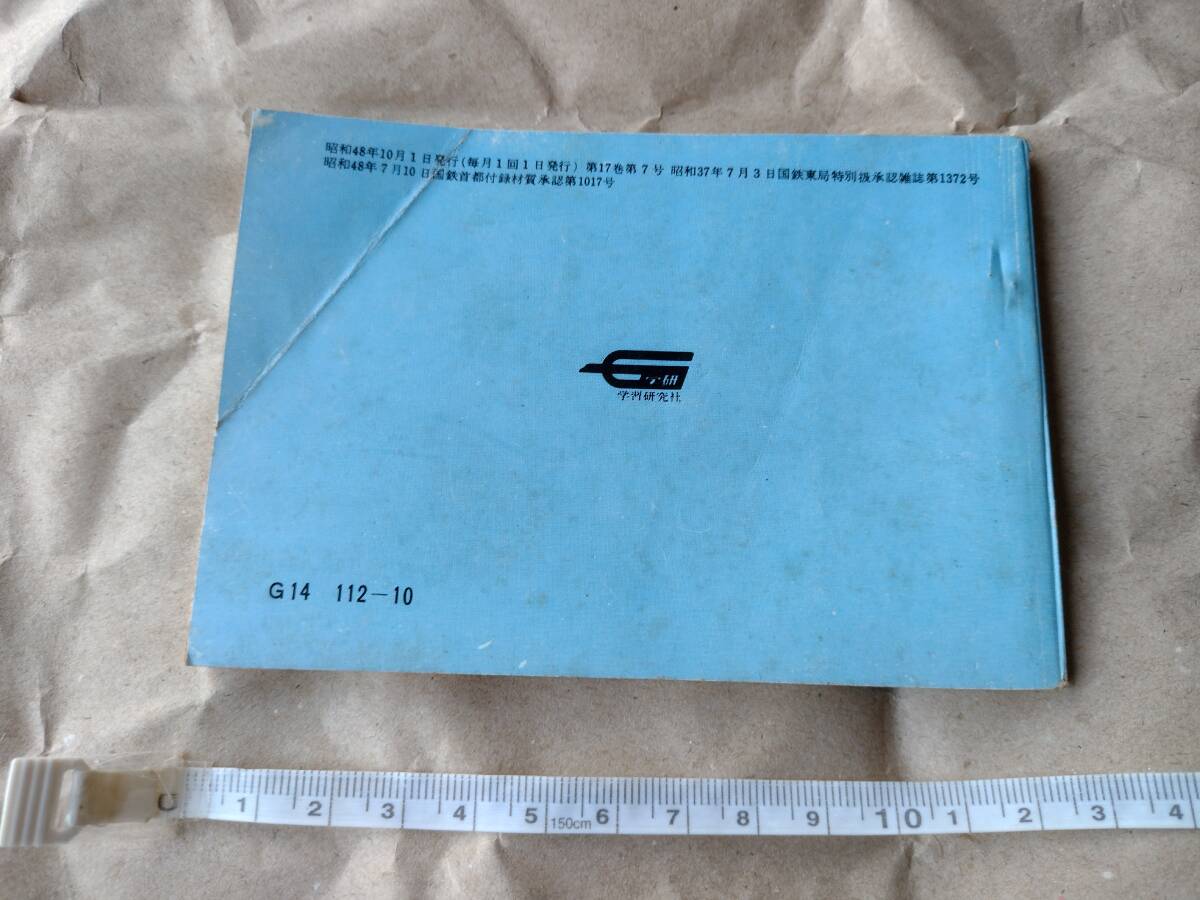 昭和48年10月1日発行(毎月1回1日発行) 第17巻第7号 昭和37年7月3日国鉄東局特別扱承認雑誌第1372号
昭和48年7月10日国鉄首都付録材質承認第1017号
学研
学習研究社
G14 112-10
0 1 2 3 4 5 150cm 6 7 8 9 10 1 2 3 4